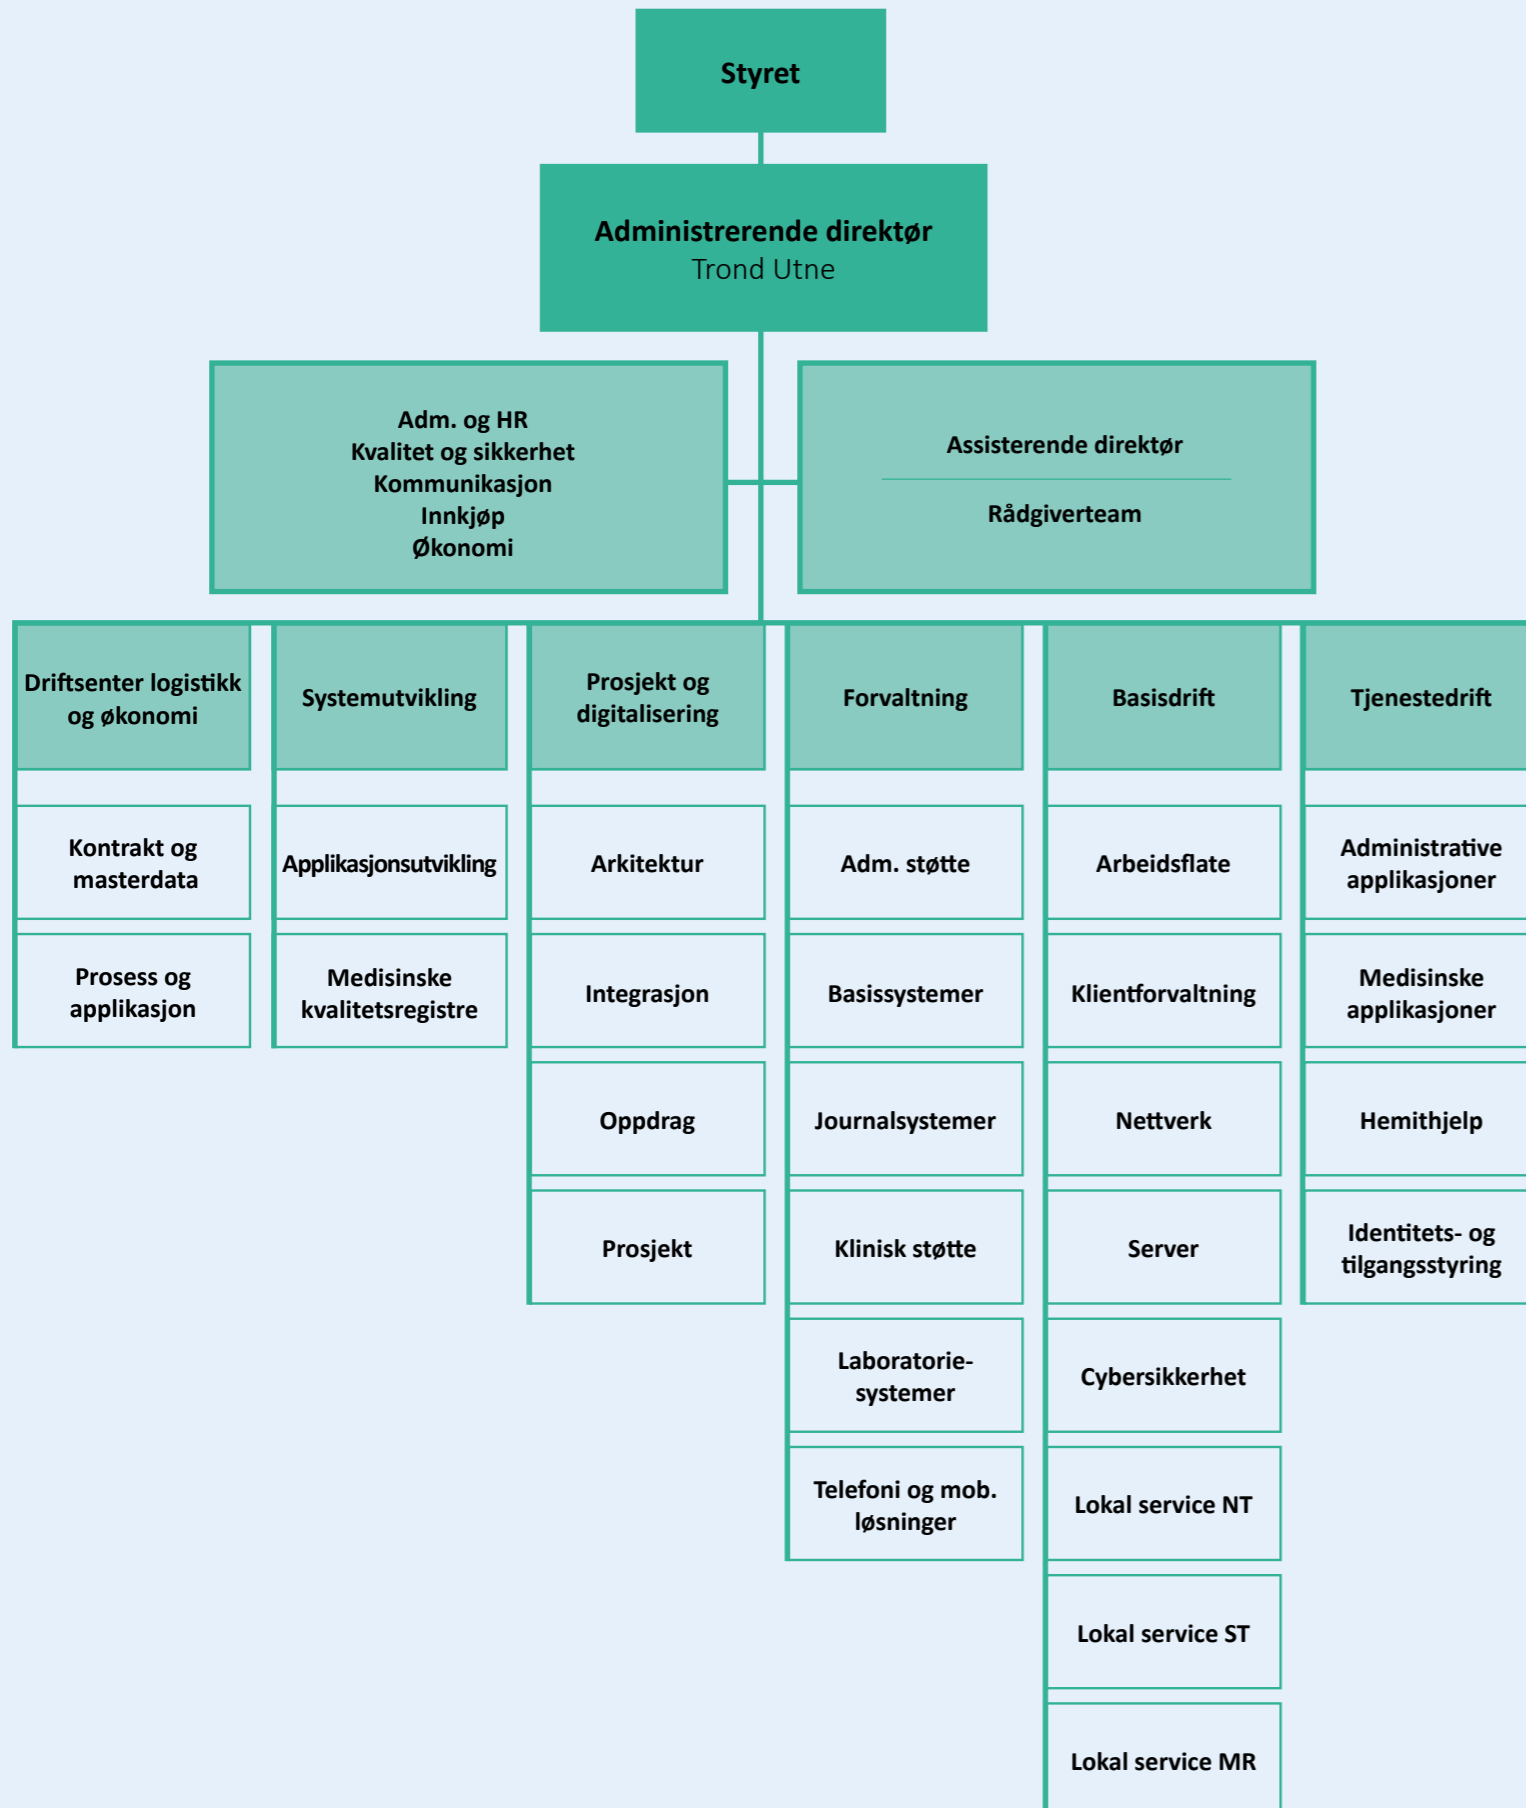 Styret
Administrerende direktør
Trond Utne
Adm. og HR
Kvalitet og sikkerhet
Kommunikasjon
Innkjøp
Økonomi
Assisterende direktør
Rådgiverteam
Driftsenter logistikk
og økonomi
Kontrakt og
masterdata
Prosess og
applikasjon
Systemutvikling
Applikasjonsutvikling
Medisinske
kvalitetsregistre
Prosjekt og
digitalisering
Arkitektur
Integrasjon
Oppdrag
Prosjekt
Forvaltning
Adm. støtte
Basissystemer
Journalsystemer
Klinisk støtte
Laboratorie-
systemer
Telefoni og mob.
løsninger
Basisdrift
Arbeidsflate
Klientforvaltning
Nettverk
Server
Cybersikkerhet
Lokal service NT
Lokal service ST
Lokal service MR
Tjenestedrift
Administrative
applikasjoner
Medisinske
applikasjoner
Hemithjelp
Identitets- og
tilgangsstyring